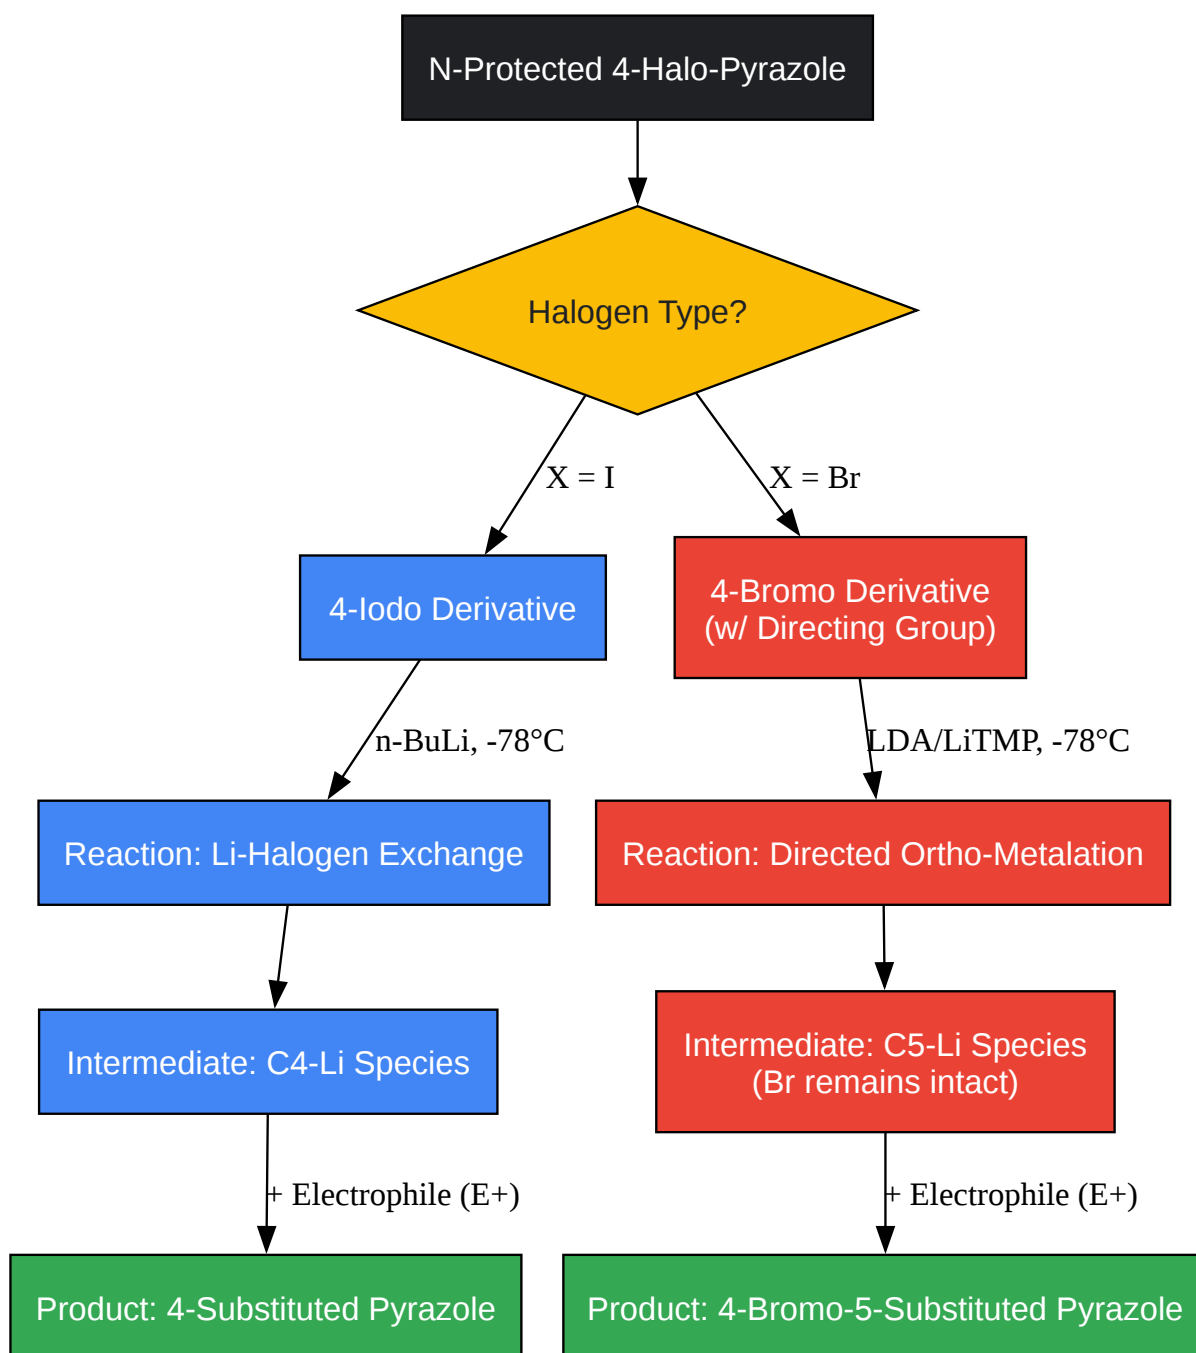 N-Protected 4-Halo-Pyrazole
Halogen Type?
X = I
X = Br
4-Iodo Derivative
4-Bromo Derivative
(w/ Directing Group)
n-BuLi, -78°C
LDA/LiTMP, -78°C
Reaction: Li-Halogen Exchange
Reaction: Directed Ortho-Metalation
Intermediate: C4-Li Species
Intermediate: C5-Li Species
(Br remains intact)
+ Electrophile (E+)
+ Electrophile (E+)
Product: 4-Substituted Pyrazole
Product: 4-Bromo-5-Substituted Pyrazole